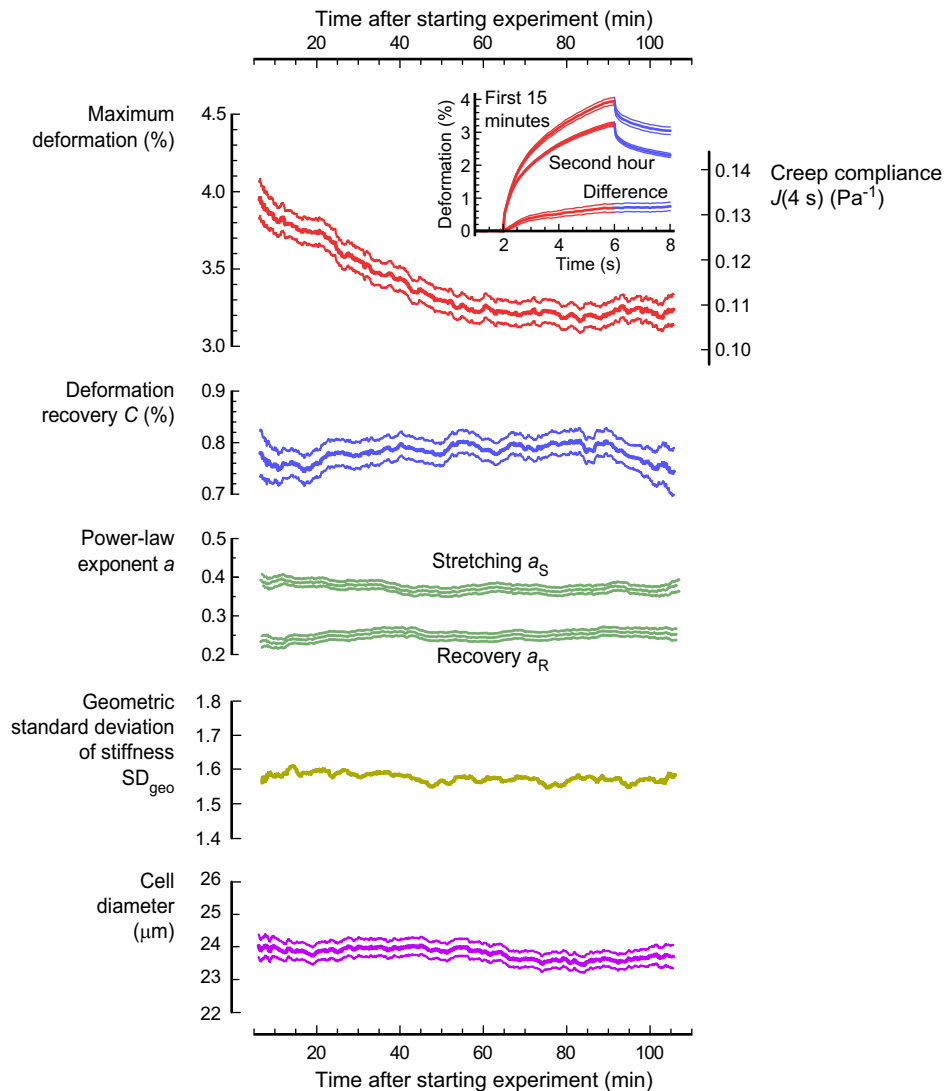 Time after starting experiment (min)
20 40 60 80 100
Maximum
deformation (%)
4.5
4.0
3.5
3.0
Deformation (%)
4
3
2
1
0
First 15
minutes
Second hour
Difference
2 4 6 8
Time (s)
0.14
0.13
0.12
0.11
0.10
Creep compliance
J(4 s) (Pa⁻¹)
Deformation
recovery C (%)
0.9
0.8
0.7
Power-law
exponent a
0.5
0.4
0.3
0.2
Stretching aS
Recovery aR
Geometric
standard deviation
of stiffness
SDgeo
1.8
1.7
1.6
1.5
1.4
Cell
diameter
(μm)
26
25
24
23
22
20 40 60 80 100
Time after starting experiment (min)